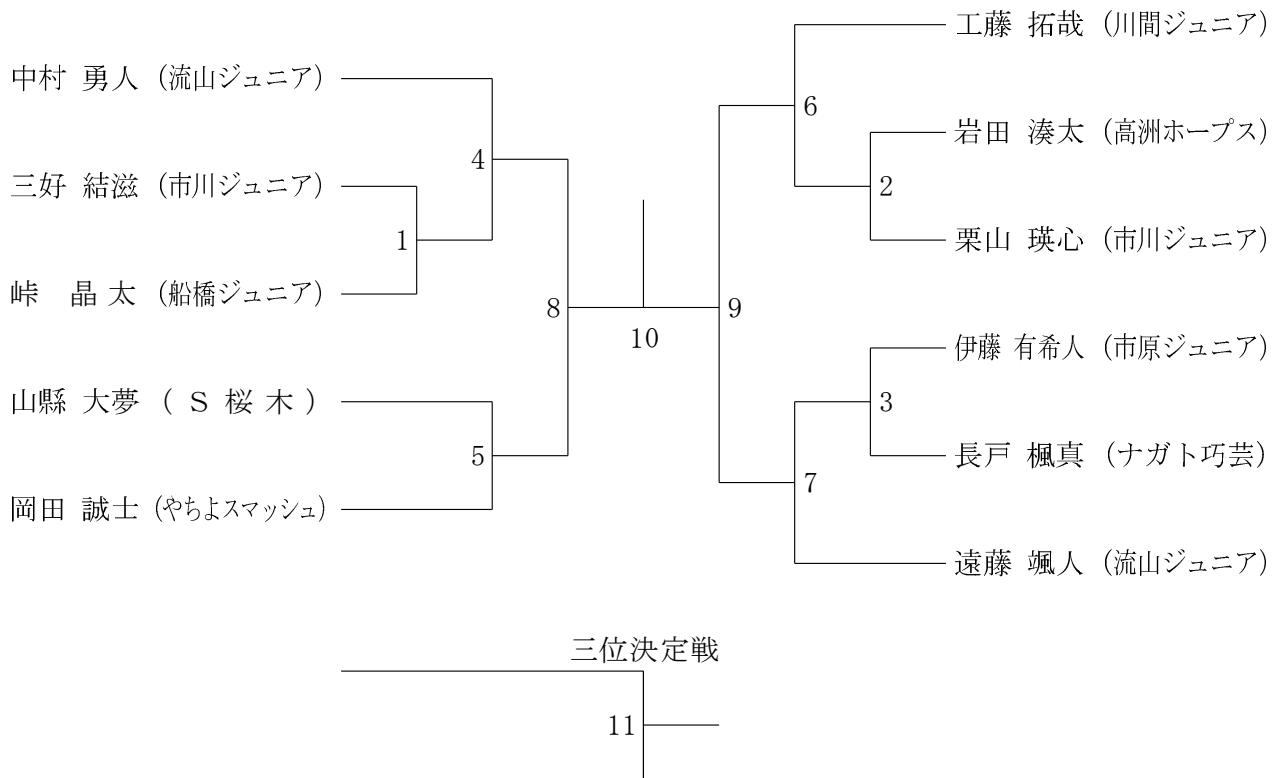 中村 勇人 (流山ジュニア)
三好 結滋 (市川ジュニア)
峠　晶 太 (船橋ジュニア)
山縣 大夢 ( Ｓ 桜 木 )
岡田 誠士 (やちよスマッシュ)
4
1
8
5
10
工藤 拓哉 (川間ジュニア)
岩田 湊太 (高洲ホープス)
栗山 瑛心 (市川ジュニア)
伊藤 有希人 (市原ジュニア)
長戸 楓真 (ナガト巧芸)
遠藤 颯人 (流山ジュニア)
6
2
9
3
7
三位決定戦
11